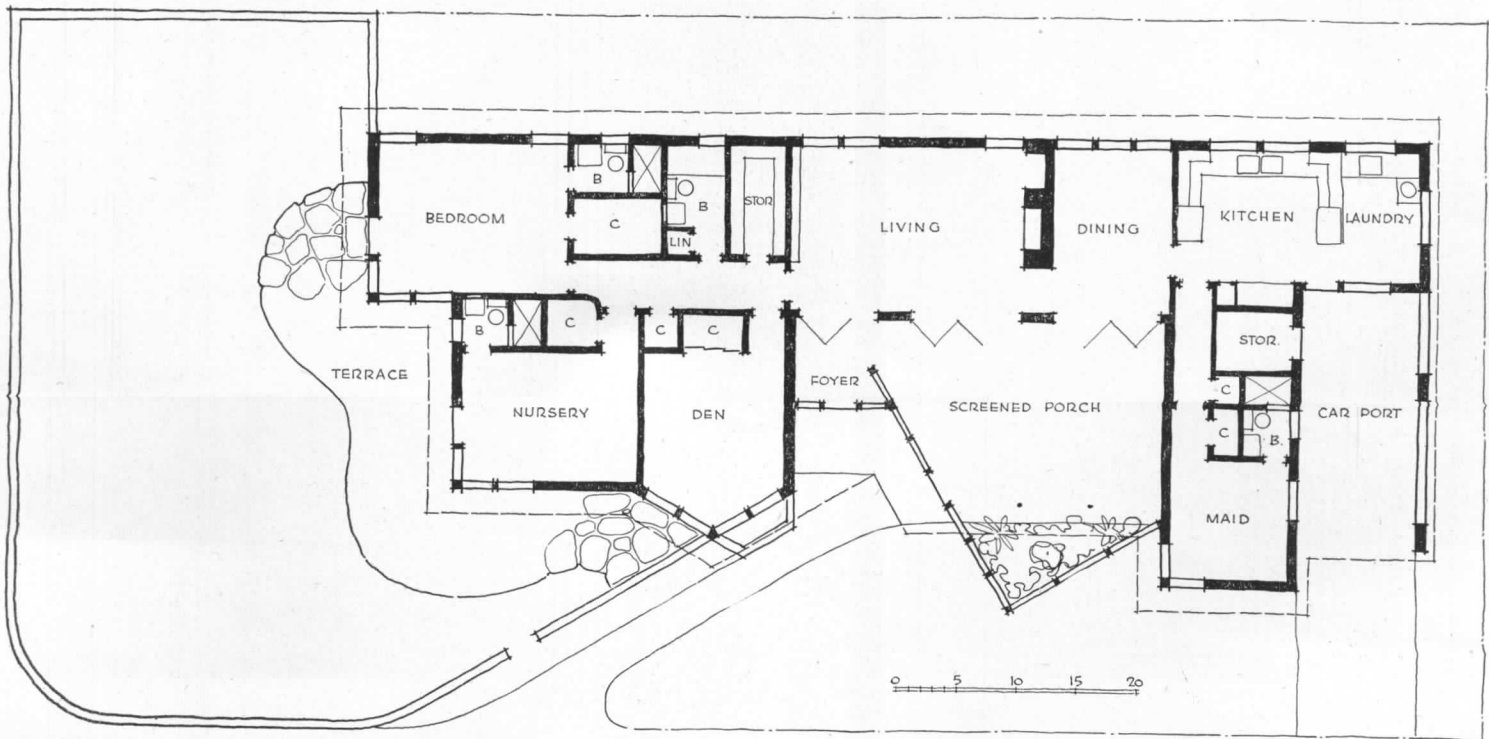 B
BEDROOM
C
B
STOR
LIN
LIVING
DINING
KITCHEN
LAUNDRY
B
C
C
C
TERRACE
NURSERY
DEN
FOYER
SCREENED PORCH
STOR.
C
C
B.
CAR PORT
MAID
0 5 10 15 20